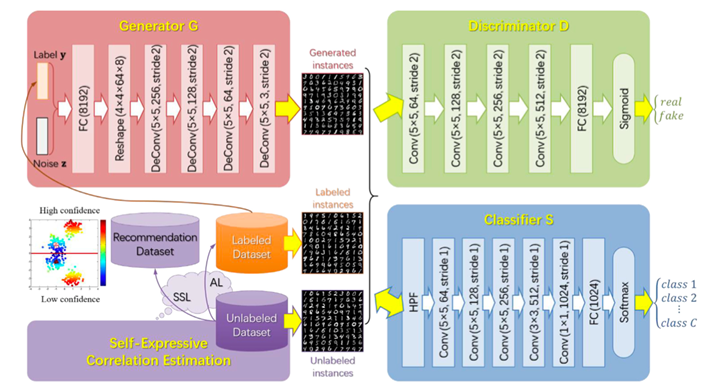 Generator G
Label y
Noise z
FC(8192)
Reshape (4×4×64×8)
DeConv (5×5, 256, stride 2)
DeConv (5×5, 128, stride 2)
DeConv (5×5, 64, stride 2)
DeConv (5×5, 3, stride 2)
Generated
instances
Discriminator D
Conv (5×5, 64, stride 2)
Conv (5×5, 128, stride 2)
Conv (5×5, 256, stride 2)
Conv (5×5, 512, stride 2)
FC(8192)
Sigmoid
real
fake
High confidence
Low confidence
Recommendation
Dataset
Labeled
Dataset
SSL
AL
Unlabeled
Dataset
Self-Expressive
Correlation Estimation
Labeled
instances
Unlabeled
instances
Classifier S
HPF
Conv (5×5, 64, stride 1)
Conv (5×5, 128, stride 1)
Conv (5×5, 256, stride 1)
Conv (3×3, 512, stride 1)
Conv (1×1, 1024, stride 1)
FC(1024)
Softmax
class 1
class 2
⋮
class C